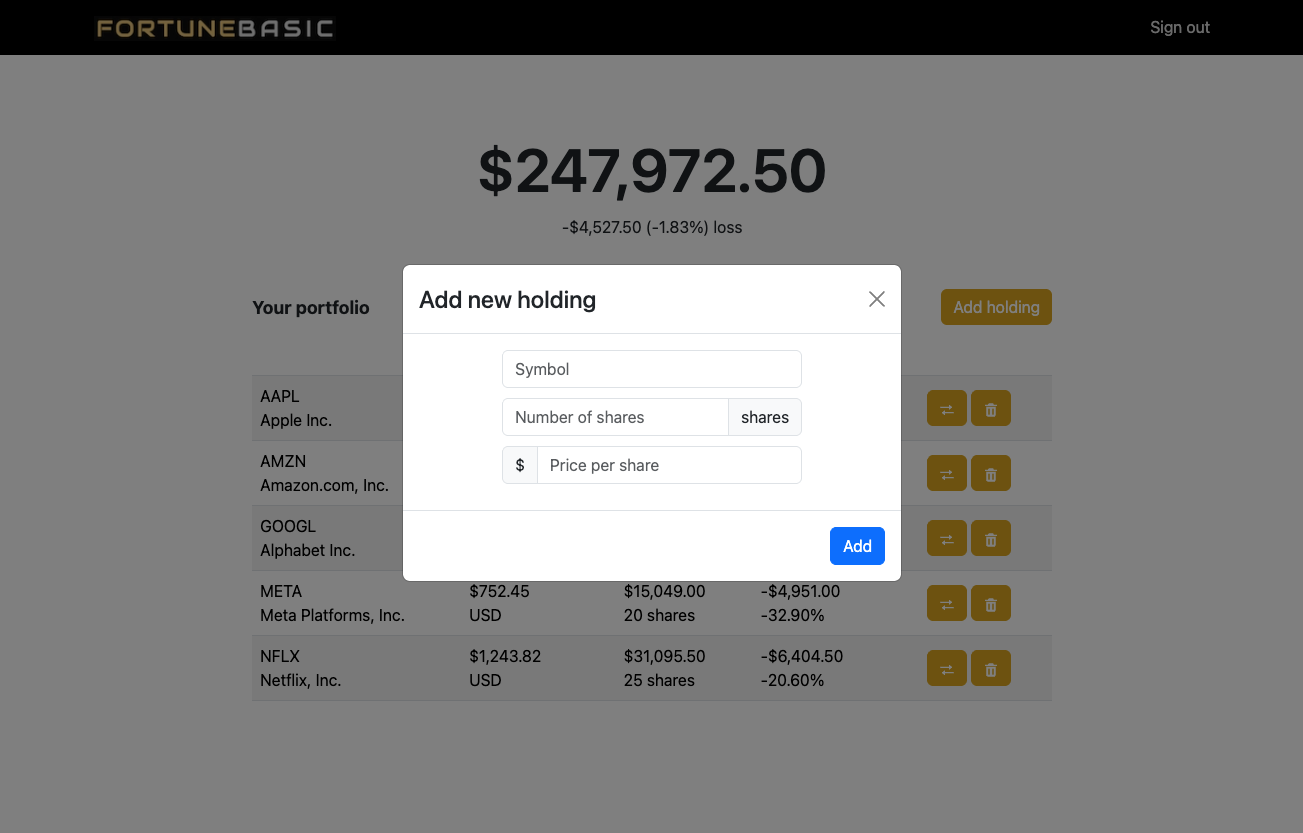 FORTUNEBASIC
Sign out
$247,972.50
-$4,527.50 (-1.83%) loss
Your portfolio
Add holding
Add new holding
Symbol
Number of shares shares
$ Price per share
Add
AAPL
Apple Inc.
AMZN
Amazon.com, Inc.
GOOGL
Alphabet Inc.
META $752.45 $15,049.00 -$4,951.00
Meta Platforms, Inc. USD 20 shares -32.90%
NFLX $1,243.82 $31,095.50 -$6,404.50
Netflix, Inc. USD 25 shares -20.60%